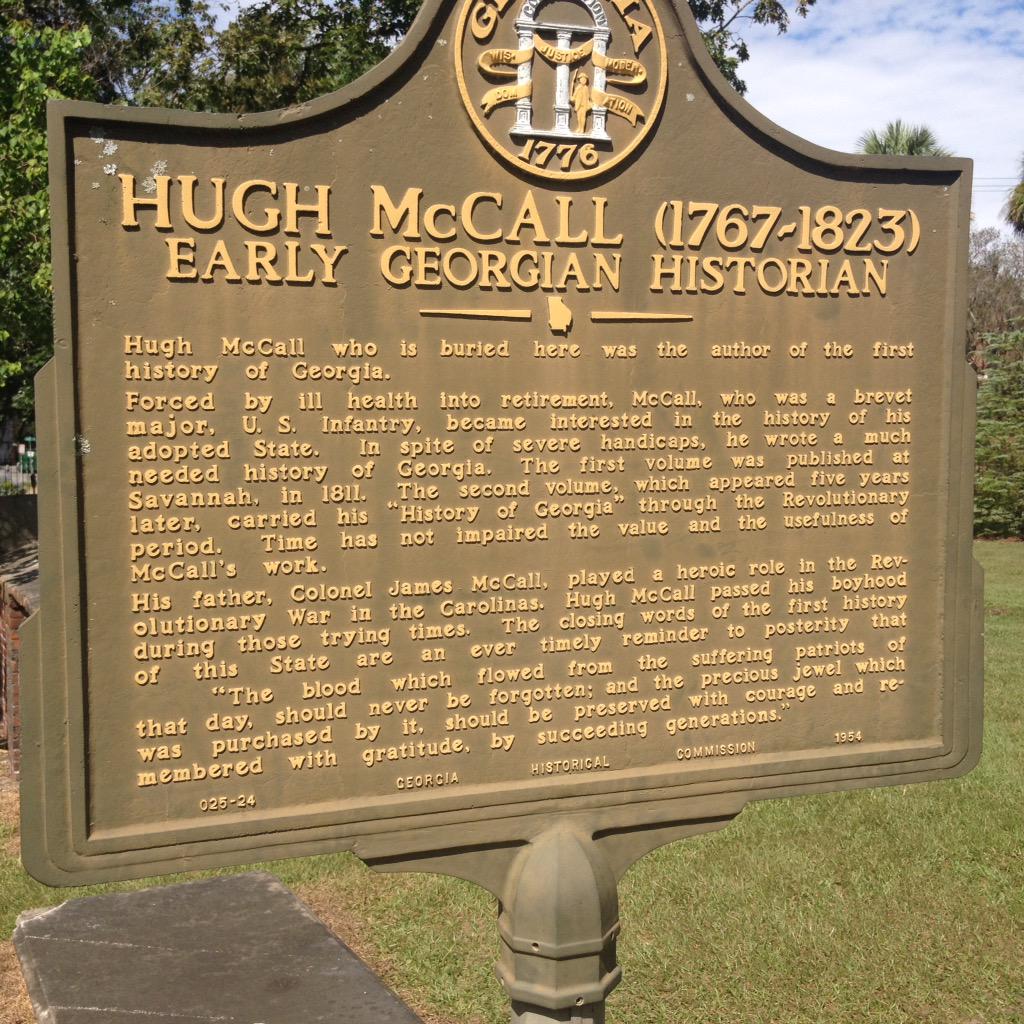 GEORGIA
CONSTITUTION
WISDOM JUSTICE MODERATION
1776
HUGH McCALL (1767-1823)
EARLY GEORGIAN HISTORIAN
Hugh McCall who is buried here was the author of the first
history of Georgia.
Forced by ill health into retirement, McCall, who was a brevet
major, U. S. Infantry, became interested in the history of his
adopted State. In spite of severe handicaps, he wrote a much
needed history of Georgia. The first volume was published at
Savannah, in 1811. The second volume, which appeared five years
later, carried his "History of Georgia" through the Revolutionary
period. Time has not impaired the value and the usefulness of
McCall's work.
His father, Colonel James McCall, played a heroic role in the Rev-
olutionary War in the Carolinas. Hugh McCall passed his boyhood
during those trying times. The closing words of the first history
of this State are an ever timely reminder to posterity that
"The blood which flowed from the suffering patriots of
that day, should never be forgotten; and the precious jewel which
was purchased by it, should be preserved with courage and re-
membered with gratitude, by succeeding generations."
025-24 GEORGIA HISTORICAL COMMISSION 1954